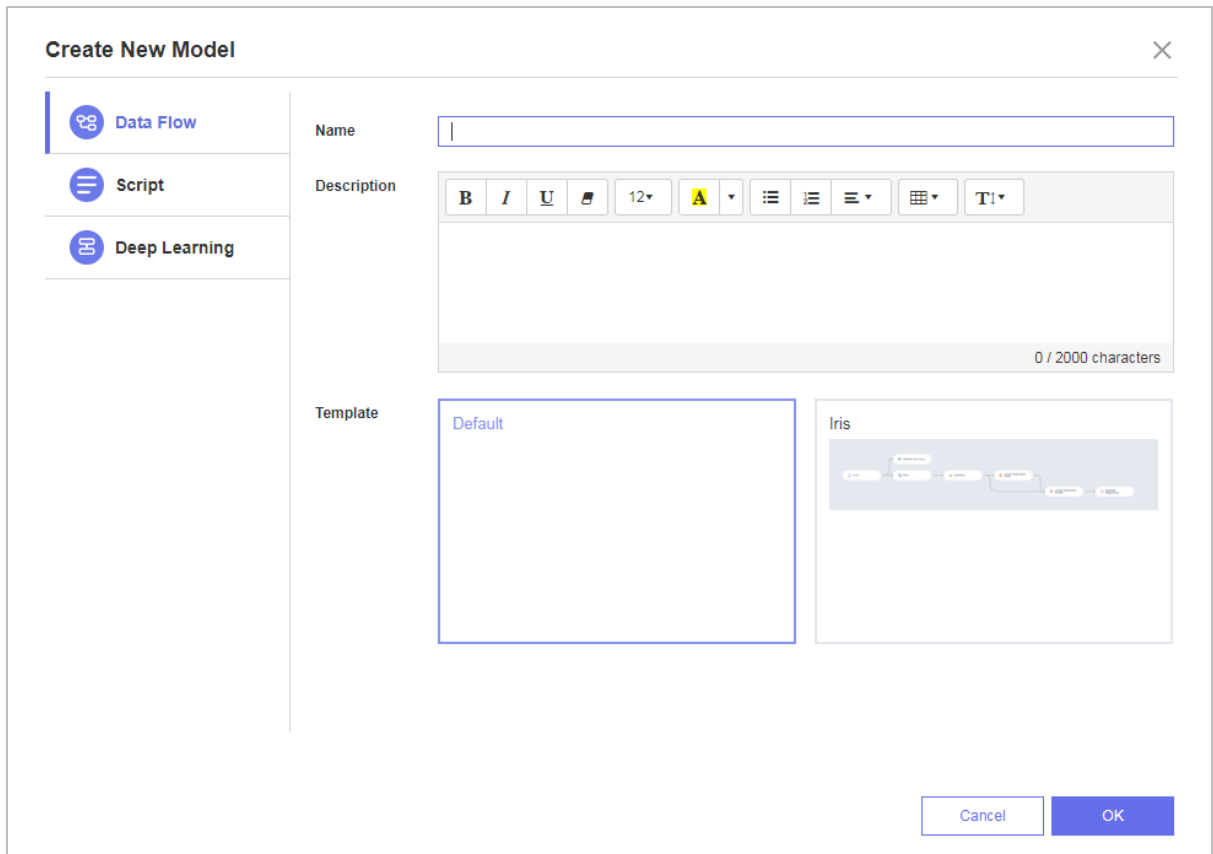 Create New Model
Data Flow
Script
Deep Learning
Name
Description
B I U 12 A T
0 / 2000 characters
Template
Default
Iris
Cancel OK